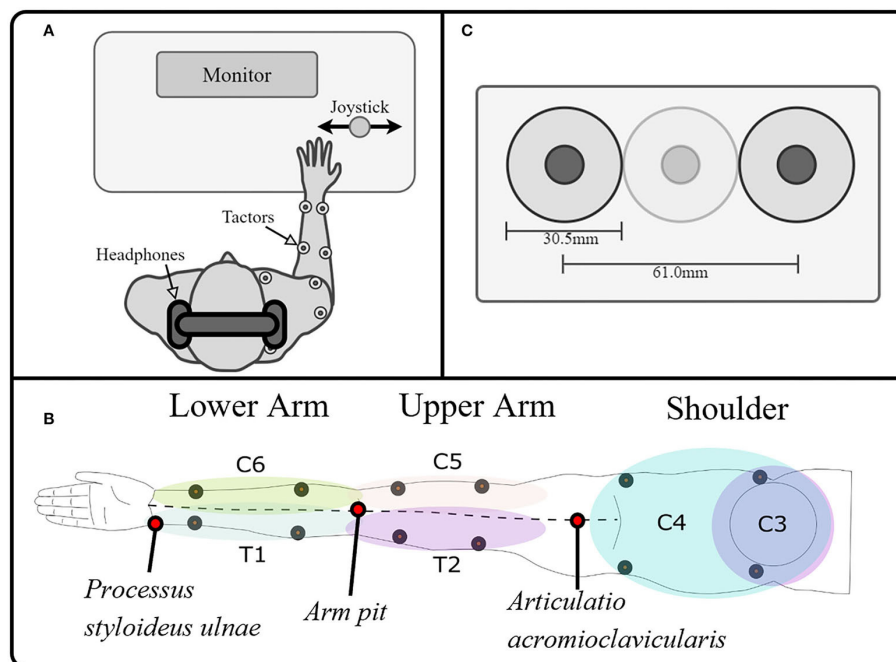 A
Monitor
Joystick
Tactors
Headphones
C
30.5mm
61.0mm
B
Lower Arm
Upper Arm
Shoulder
C6
C5
C4
C3
T1
T2
Processus
styloideus ulnae
Arm pit
Articulatio
acromioclavicularis